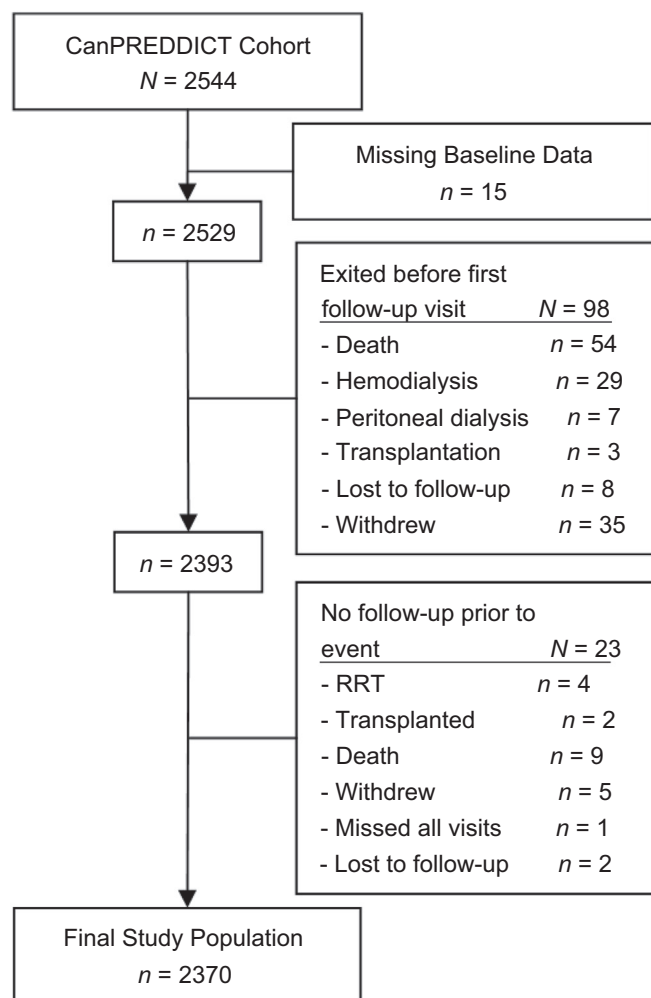 CanPREDDICT Cohort
N = 2544
Missing Baseline Data
n = 15
n = 2529
Exited before first
follow-up visit N = 98
- Death n = 54
- Hemodialysis n = 29
- Peritoneal dialysis n = 7
- Transplantation n = 3
- Lost to follow-up n = 8
- Withdrew n = 35
n = 2393
No follow-up prior to
event N = 23
- RRT n = 4
- Transplanted n = 2
- Death n = 9
- Withdrew n = 5
- Missed all visits n = 1
- Lost to follow-up n = 2
Final Study Population
n = 2370